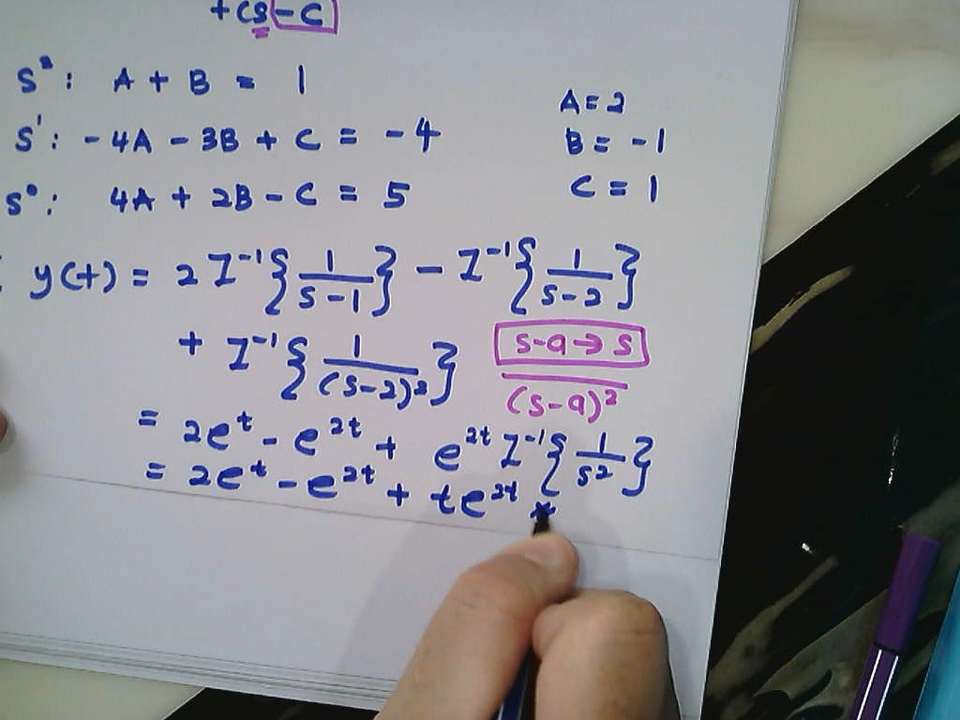 + cs - c
s²: A + B = 1
A = 2
s¹: -4A - 3B + C = -4
B = -1
s⁰: 4A + 2B - C = 5
C = 1
: y(t) = 2 L⁻¹{1/(s-1)} - L⁻¹{1/(s-2)}
+ L⁻¹{1/(s-2)²}
s-a→s
(s-a)²
= 2eᵗ - e²ᵗ + e²ᵗ L⁻¹{1/s²}
= 2eᵗ - e²ᵗ + te²ᵗ